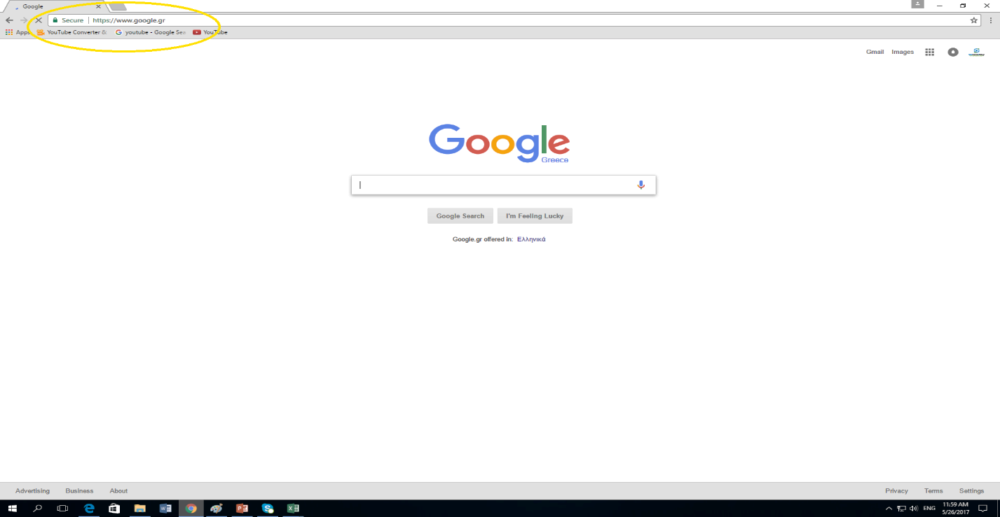 Google
Secure | https://www.google.gr
Apps YouTube Converter & youtube - Google Sea YouTube
Gmail Images
Google
Greece
Google Search I'm Feeling Lucky
Google.gr offered in: Ελληνικά
Advertising Business About
Privacy Terms Settings
ENG 11:59 AM
5/26/2017